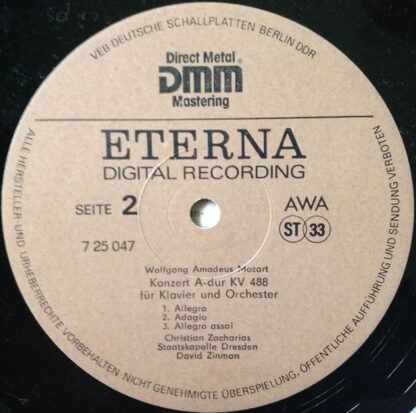 VEB DEUTSCHE SCHALLPLATTEN BERLIN DDR
Direct Metal
DMM®
Mastering
ETERNA
DIGITAL RECORDING
SEITE 2
AWA
7 25 047
ST 33
Wolfgang Amadeus Mozart
Konzert A-dur KV 488
für Klavier und Orchester
1. Allegro
2. Adagio
3. Allegro assai
Christian Zacharias
Staatskapelle Dresden
David Zinman
ALLE HERSTELLER- UND URHEBERRECHTE VORBEHALTEN NICHT GENEHMIGTE ÜBERSPIELUNG, ÖFFENTLICHE AUFFÜHRUNG UND SENDUNG VERBOTEN